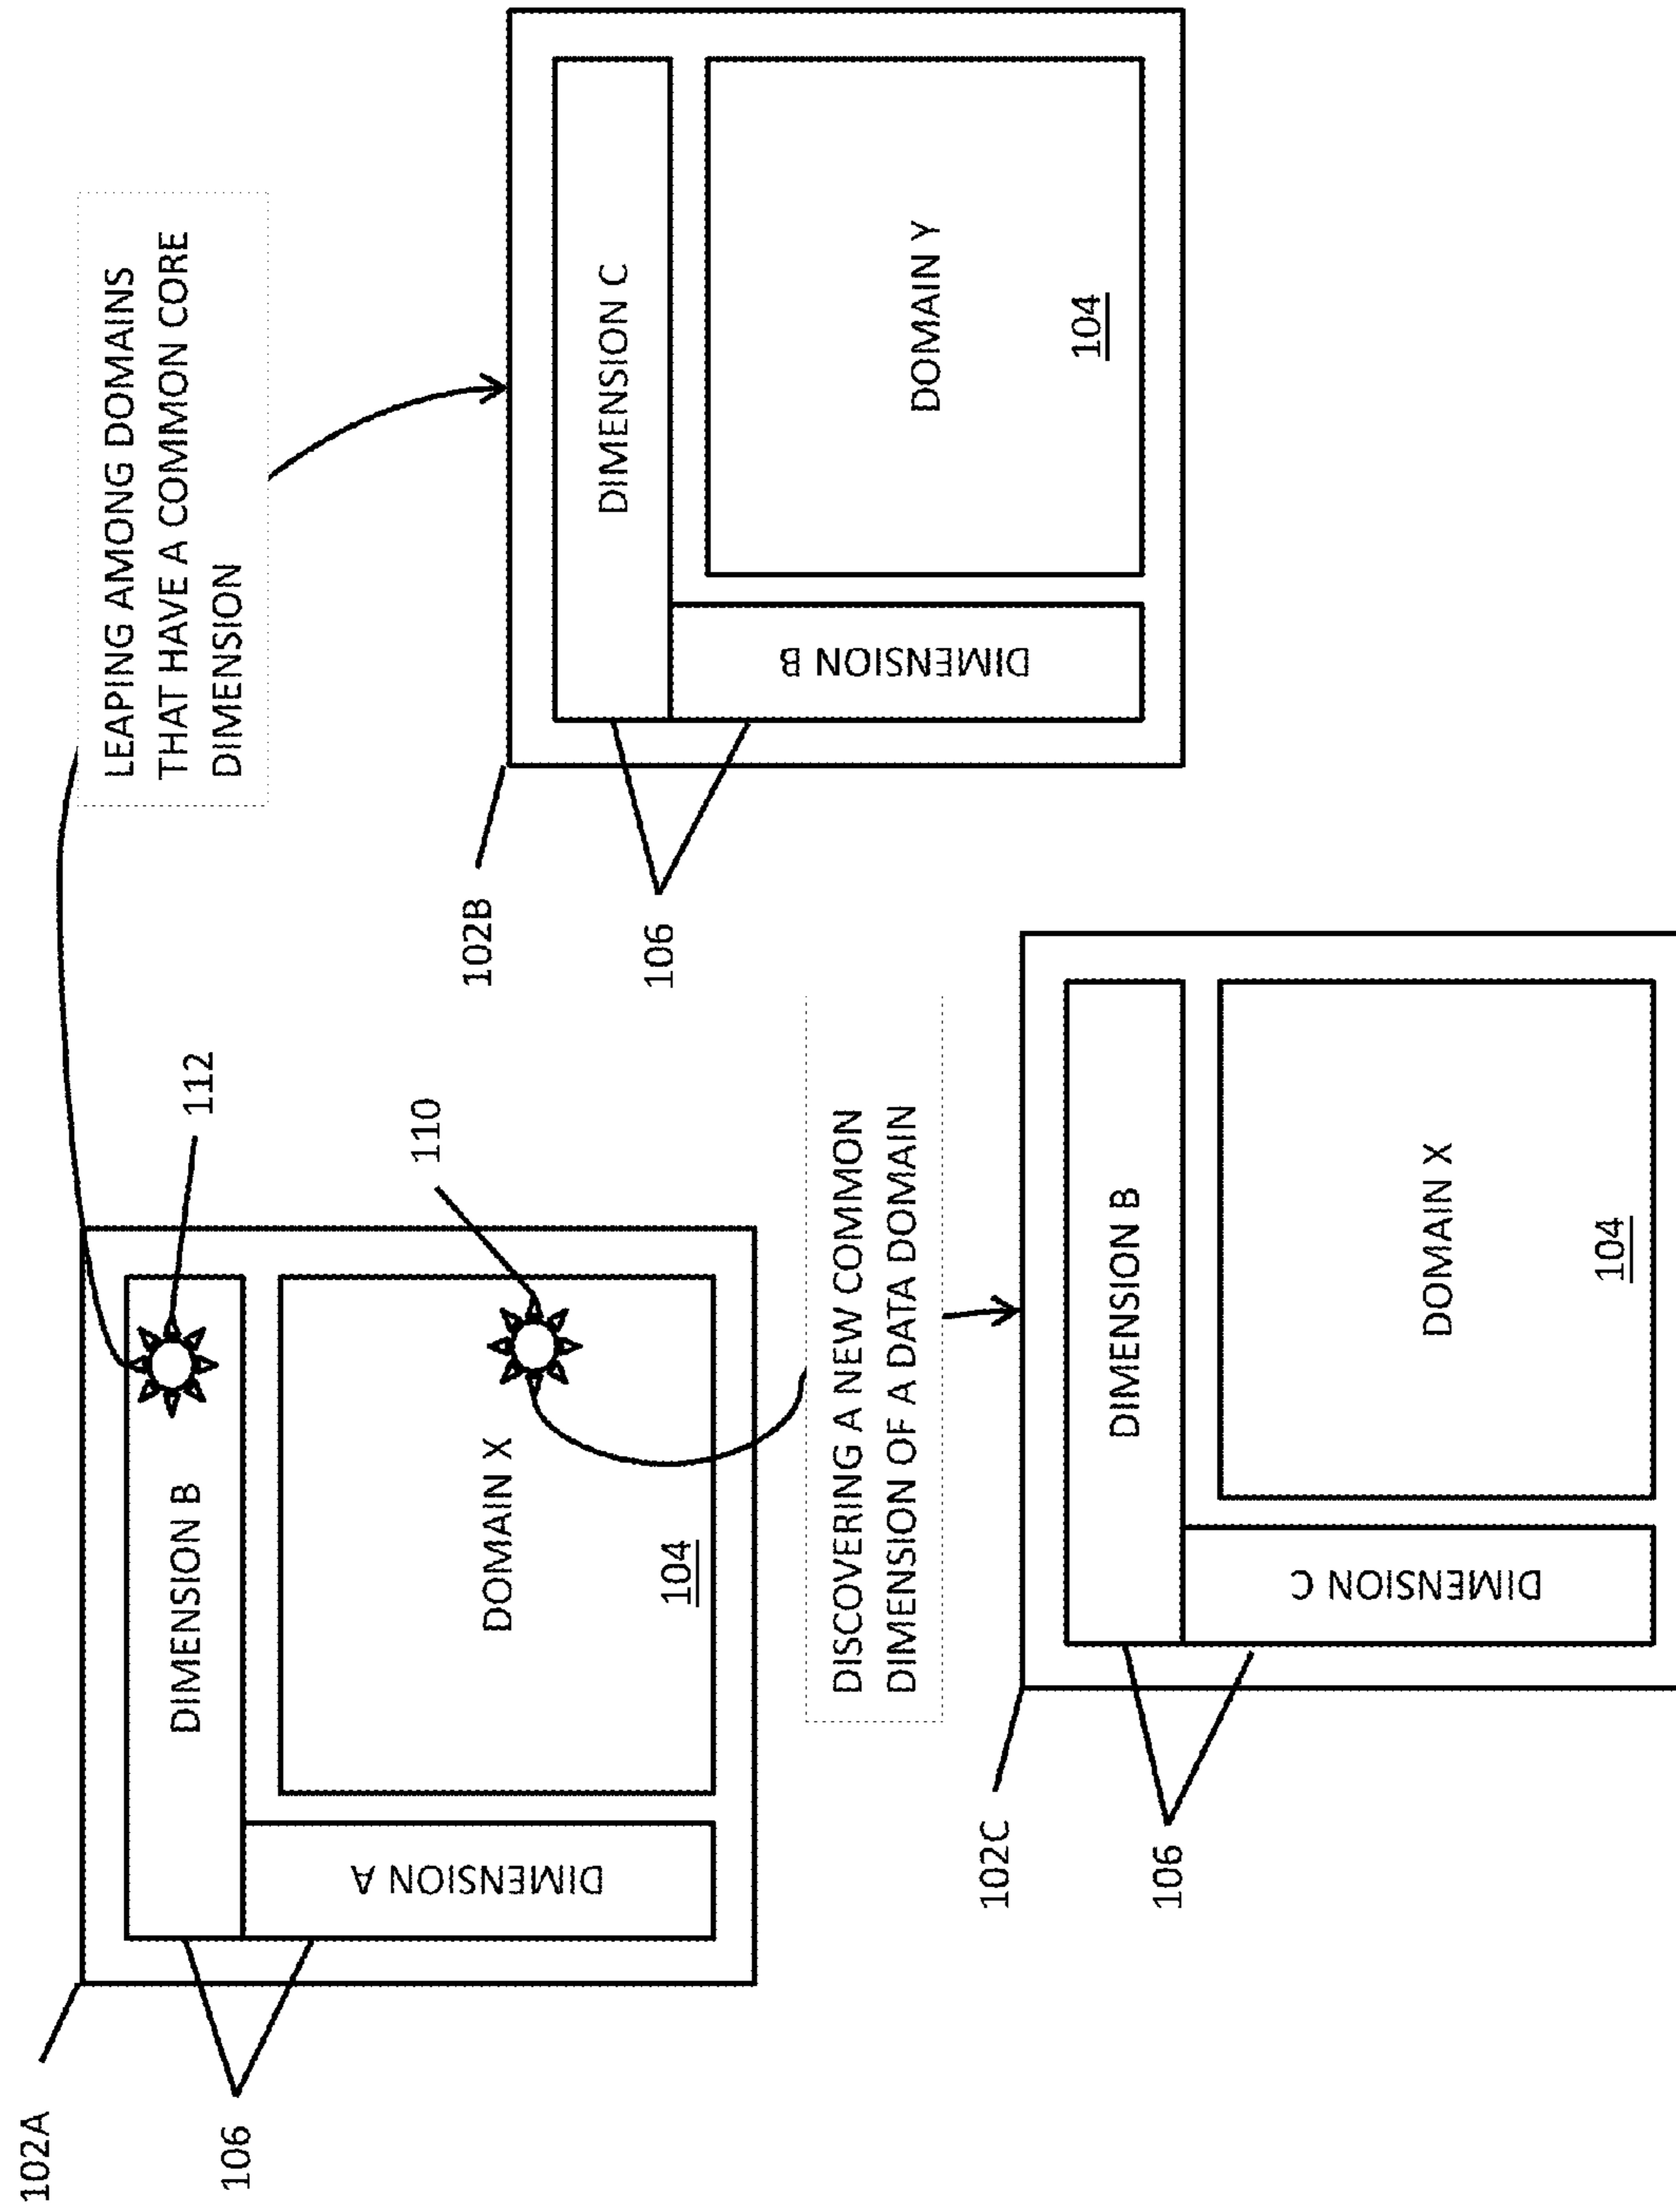 102A
106
DIMENSION B
112
DIMENSION A
DOMAIN X
104
110
LEAPING AMONG DOMAINS
THAT HAVE A COMMON CORE
DIMENSION
102B
106
DIMENSION C
DIMENSION B
DOMAIN Y
104
DISCOVERING A NEW COMMON
DIMENSION OF A DATA DOMAIN
102C
106
DIMENSION B
DIMENSION C
DOMAIN X
104